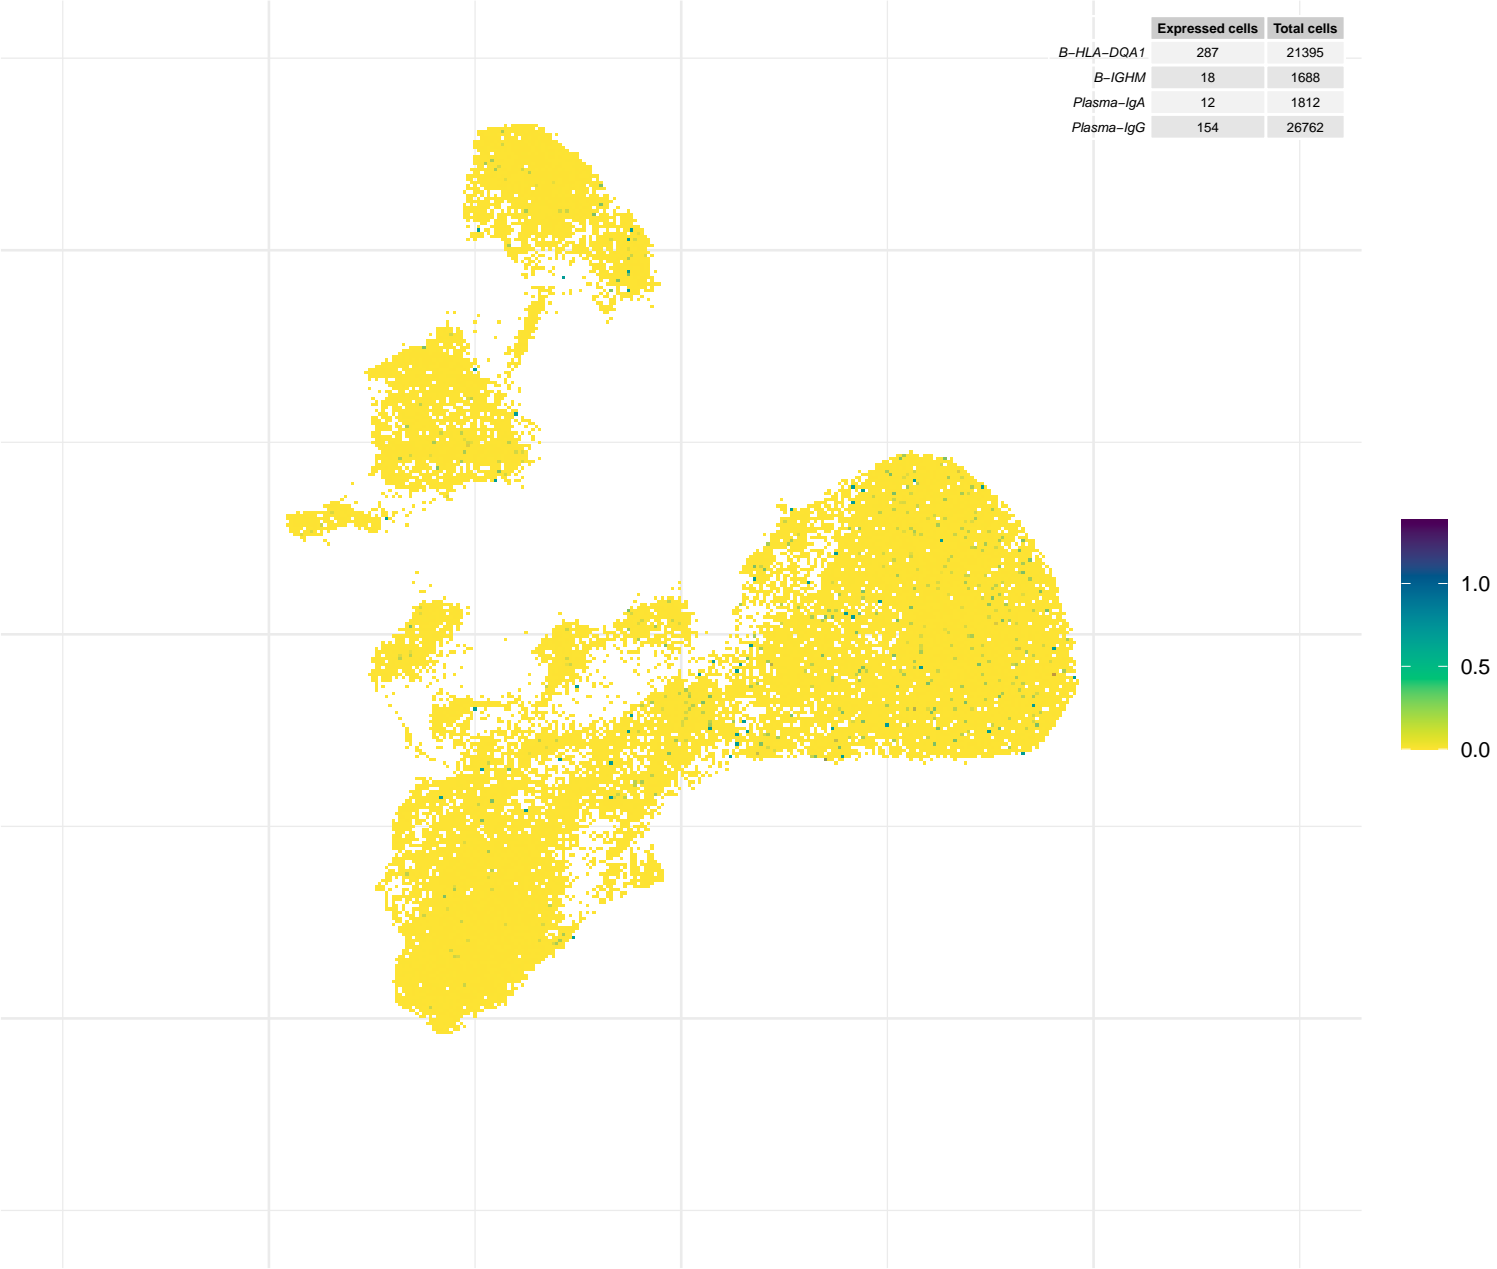 Expressed cells Total cells
B−HLA−DQA1 287 21395
B−IGHM 18 1688
Plasma−IgA 12 1812
Plasma−IgG 154 26762
1.0
0.5
0.0